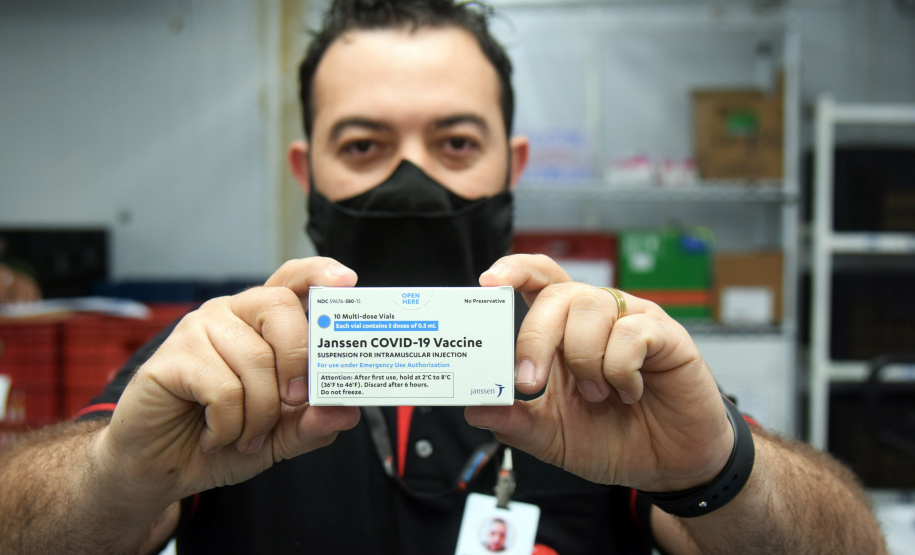 NDC 59676-580-15
OPEN
HERE
No Preservative
10 Multi-dose Vials
Each vial contains 5 doses of 0.5 mL
Janssen COVID-19 Vaccine
SUSPENSION FOR INTRAMUSCULAR INJECTION
For use under Emergency Use Authorization
Attention: After first use, hold at 2°C to 8°C
(36°F to 46°F). Discard after 6 hours.
Do not freeze.
janssen